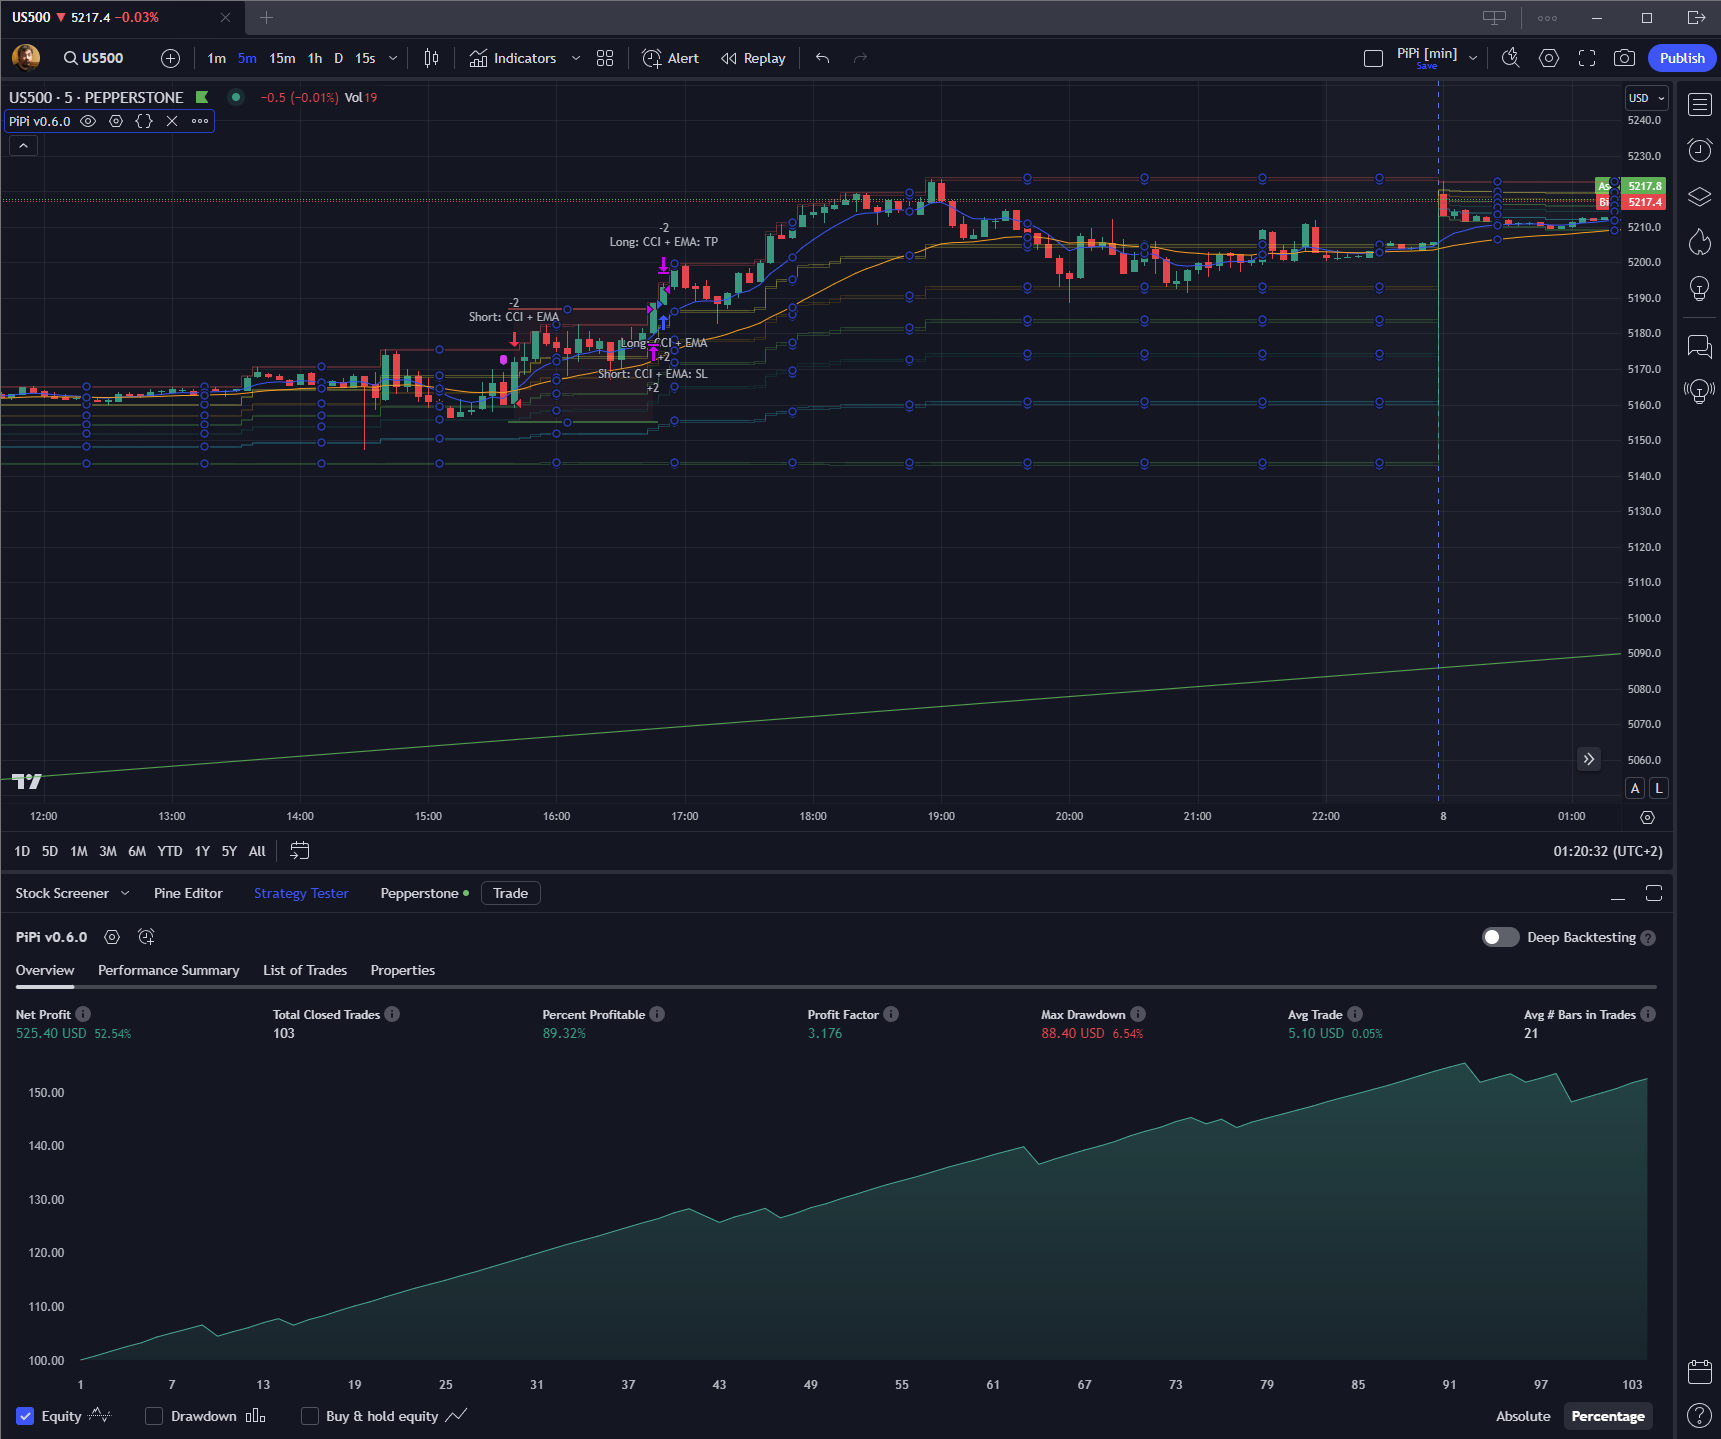 US500 ▼ 5217.4 −0.03%
US500 1m 5m 15m 1h D 15s Indicators Alert Replay PiPi [min] Save Publish
US500 · 5 · PEPPERSTONE −0.5 (−0.01%) Vol 19 USD
PiPi v0.6.0
5240.0
5230.0
5217.8
5217.4
5210.0
5200.0
5190.0
5180.0
5170.0
5160.0
5150.0
5140.0
5130.0
5120.0
5110.0
5100.0
5090.0
5080.0
5070.0
5060.0
-2
Long: CCI + EMA: TP
-2
Short: CCI + EMA
Long: CCI + EMA
+2
Short: CCI + EMA: SL
+2
A L
12:00 13:00 14:00 15:00 16:00 17:00 18:00 19:00 20:00 21:00 22:00 8 01:00
1D 5D 1M 3M 6M YTD 1Y 5Y All 01:20:32 (UTC+2)
Stock Screener Pine Editor Strategy Tester Pepperstone Trade
PiPi v0.6.0 Deep Backtesting
Overview Performance Summary List of Trades Properties
Net Profit Total Closed Trades Percent Profitable Profit Factor Max Drawdown Avg Trade Avg # Bars in Trades
525.40 USD 52.54% 103 89.32% 3.176 88.40 USD 6.54% 5.10 USD 0.05% 21
150.00
140.00
130.00
120.00
110.00
100.00
1 7 13 19 25 31 37 43 49 55 61 67 73 79 85 91 97 103
Equity Drawdown Buy & hold equity Absolute Percentage